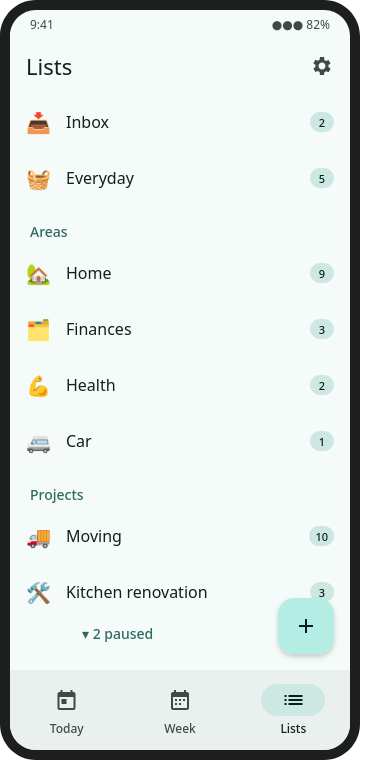 9:41 82%
Lists
Inbox 2
Everyday 5
Areas
Home 9
Finances 3
Health 2
Car 1
Projects
Moving 10
Kitchen renovation 3
▾ 2 paused
+
Today Week Lists